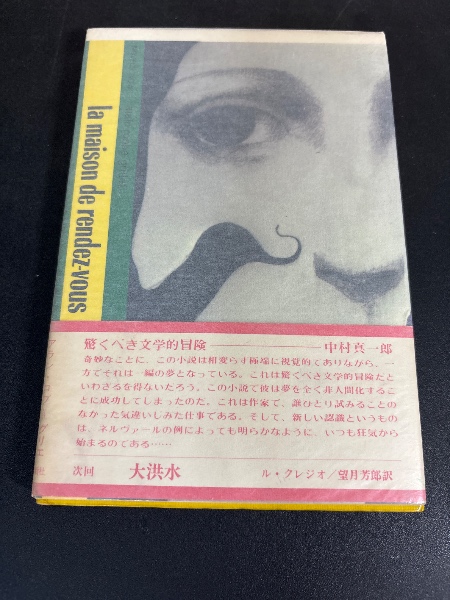 la maison de rendez-vous
驚くべき文学的冒険――――中村真一郎
奇妙なことに、この小説は相変らず極端に視覚的でありながら、一
方でそれは一編の夢となっている。これは驚くべき文学的冒険だと
いわざるを得ないだろう。この小説で彼は夢を全く非人間化するこ
とに成功してしまったのだ。これは作家で、誰ひとり試みることの
なかった気違いじみた仕事である。そして、新しい認識というもの
は、ネルヴァールの例によっても明らかなように、いつも狂気から
始まるのである……
次回 大洪水 ル・クレジオ/望月芳郎訳